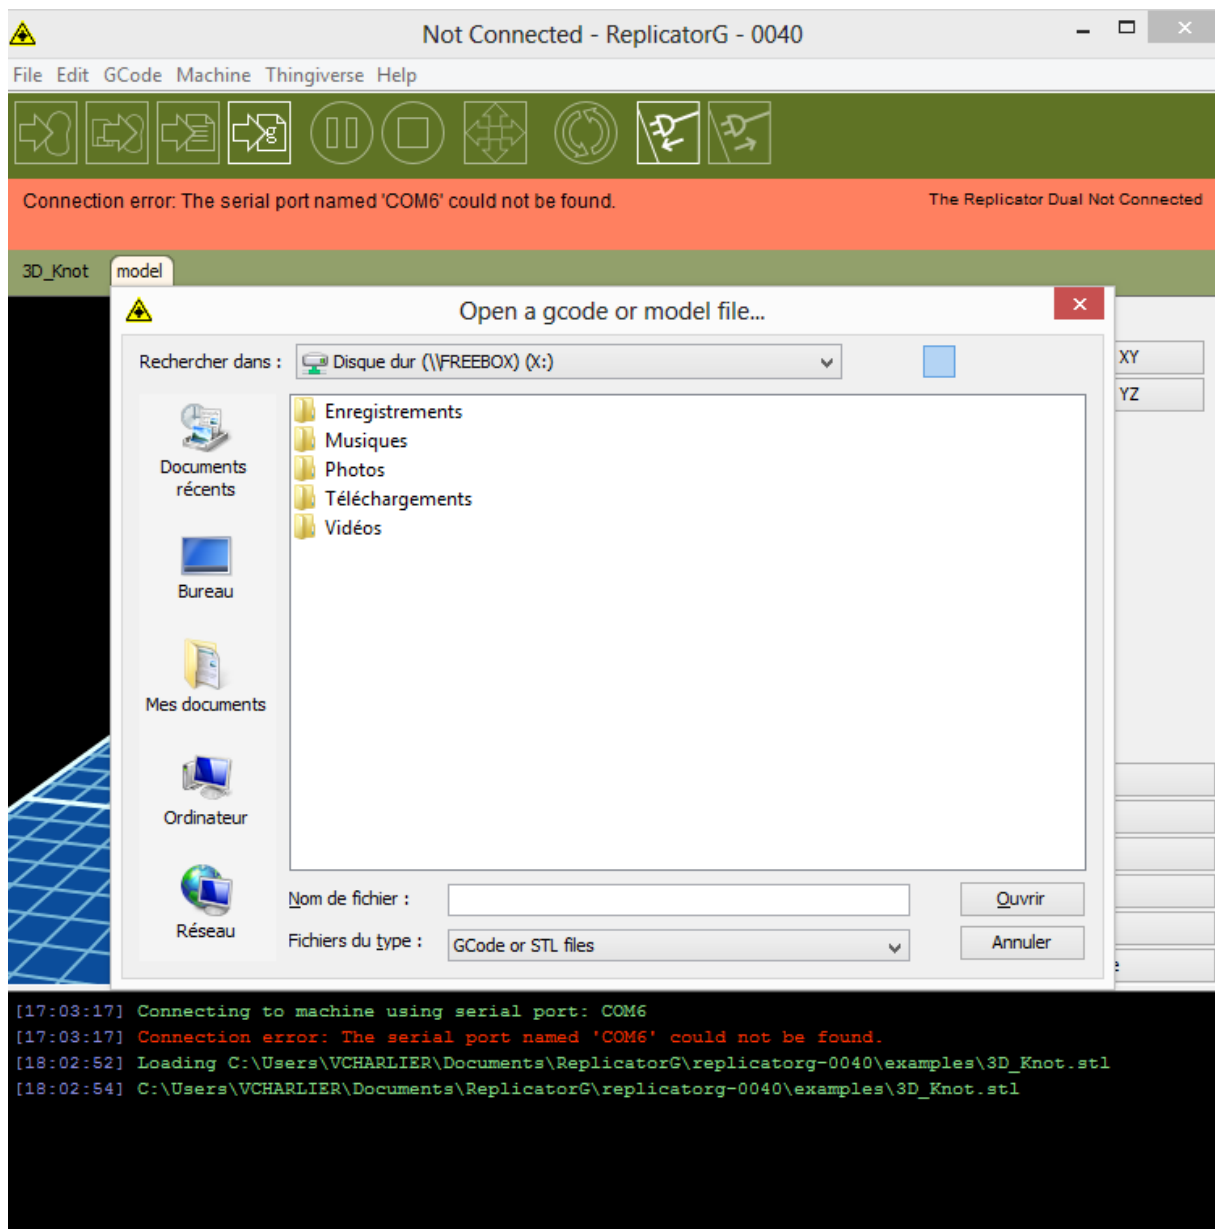 Not Connected - ReplicatorG - 0040
File Edit GCode Machine Thingiverse Help
Connection error: The serial port named 'COM6' could not be found.
The Replicator Dual Not Connected
3D_Knot model
Open a gcode or model file...
Rechercher dans :
Disque dur (\\FREEBOX) (X:)
XY
YZ
Documents récents
Bureau
Mes documents
Ordinateur
Réseau
Enregistrements
Musiques
Photos
Téléchargements
Vidéos
Nom de fichier :
Ouvrir
Fichiers du type :
GCode or STL files
Annuler
[17:03:17] Connecting to machine using serial port: COM6
[17:03:17] Connection error: The serial port named 'COM6' could not be found.
[18:02:52] Loading C:\Users\VCHARLIER\Documents\ReplicatorG\replicatorg-0040\examples\3D_Knot.stl
[18:02:54] C:\Users\VCHARLIER\Documents\ReplicatorG\replicatorg-0040\examples\3D_Knot.stl